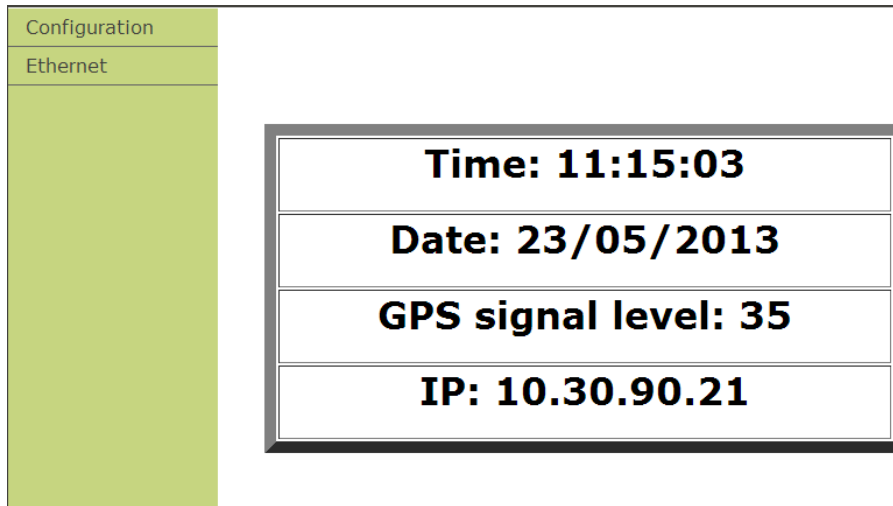 Configuration
Ethernet
Time: 11:15:03
Date: 23/05/2013
GPS signal level: 35
IP: 10.30.90.21